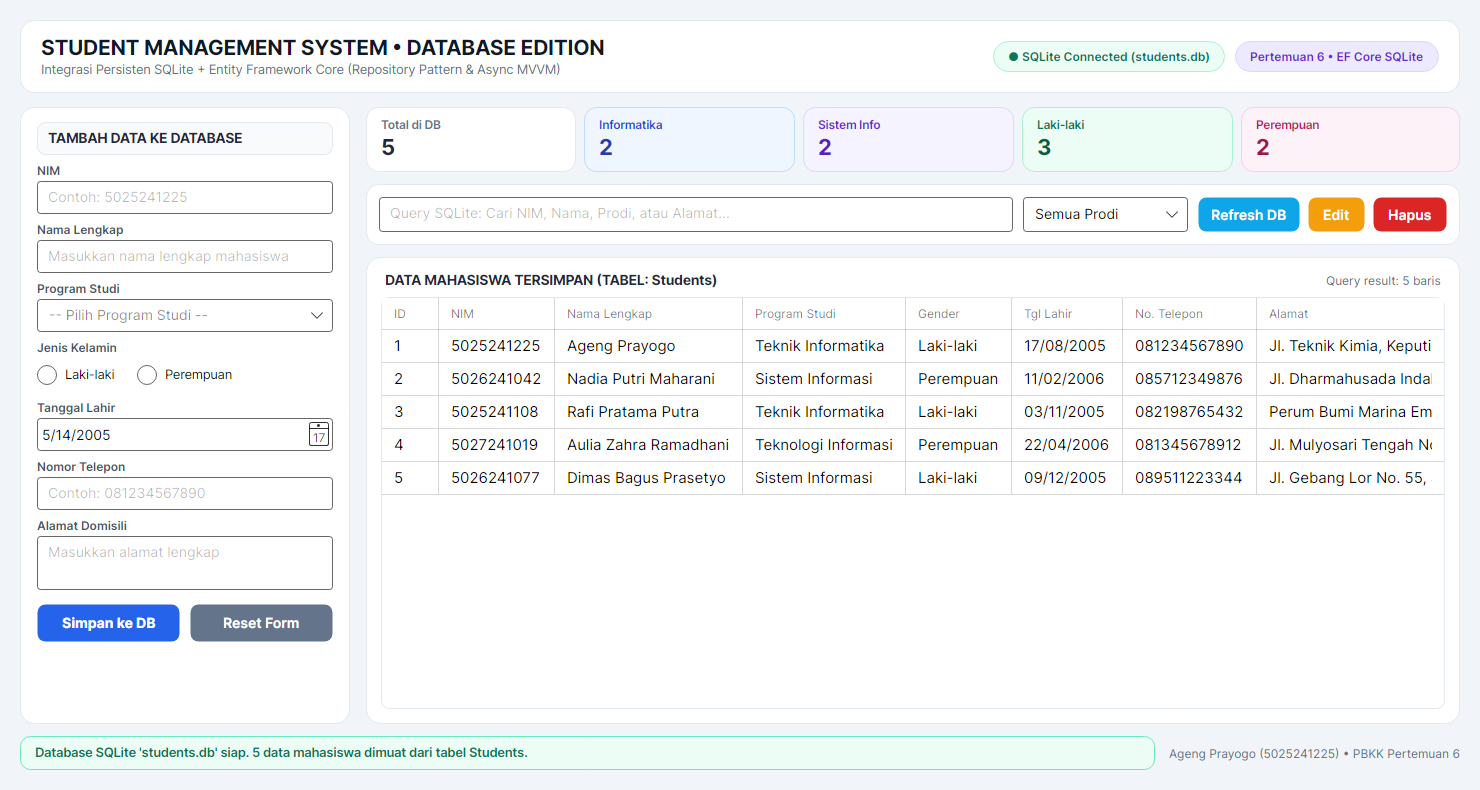 STUDENT MANAGEMENT SYSTEM • DATABASE EDITION
Integrasi Persisten SQLite + Entity Framework Core (Repository Pattern & Async MVVM)
● SQLite Connected (students.db)
Pertemuan 6 • EF Core SQLite
TAMBAH DATA KE DATABASE
NIM
Contoh: 5025241225
Nama Lengkap
Masukkan nama lengkap mahasiswa
Program Studi
-- Pilih Program Studi --
Jenis Kelamin
Laki-laki Perempuan
Tanggal Lahir
5/14/2005
17
Nomor Telepon
Contoh: 081234567890
Alamat Domisili
Masukkan alamat lengkap
Simpan ke DB
Reset Form
Total di DB
5
Informatika
2
Sistem Info
2
Laki-laki
3
Perempuan
2
Query SQLite: Cari NIM, Nama, Prodi, atau Alamat...
Semua Prodi
Refresh DB
Edit
Hapus
DATA MAHASISWA TERSIMPAN (TABEL: Students)
Query result: 5 baris
ID NIM Nama Lengkap Program Studi Gender Tgl Lahir No. Telepon Alamat
1 5025241225 Ageng Prayogo Teknik Informatika Laki-laki 17/08/2005 081234567890 Jl. Teknik Kimia, Keputi
2 5026241042 Nadia Putri Maharani Sistem Informasi Perempuan 11/02/2006 085712349876 Jl. Dharmahusada Inda
3 5025241108 Rafi Pratama Putra Teknik Informatika Laki-laki 03/11/2005 082198765432 Perum Bumi Marina Em
4 5027241019 Aulia Zahra Ramadhani Teknologi Informasi Perempuan 22/04/2006 081345678912 Jl. Mulyosari Tengah No
5 5026241077 Dimas Bagus Prasetyo Sistem Informasi Laki-laki 09/12/2005 089511223344 Jl. Gebang Lor No. 55,
Database SQLite 'students.db' siap. 5 data mahasiswa dimuat dari tabel Students.
Ageng Prayogo (5025241225) • PBKK Pertemuan 6